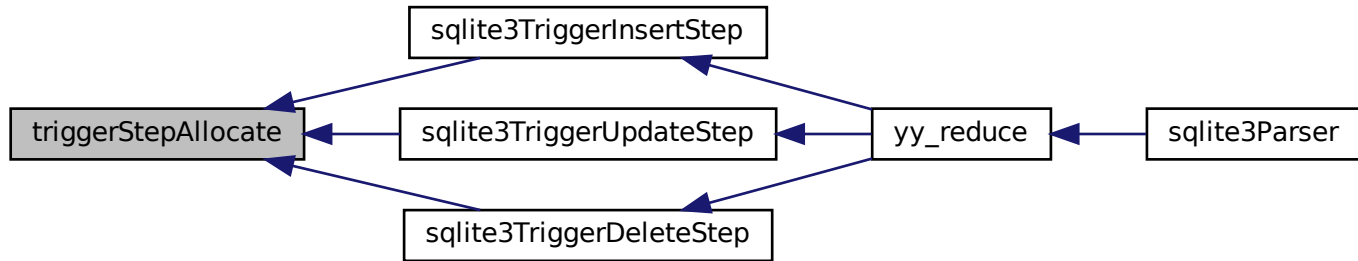 sqlite3TriggerInsertStep
triggerStepAllocate
sqlite3TriggerUpdateStep
yy_reduce
sqlite3Parser
sqlite3TriggerDeleteStep